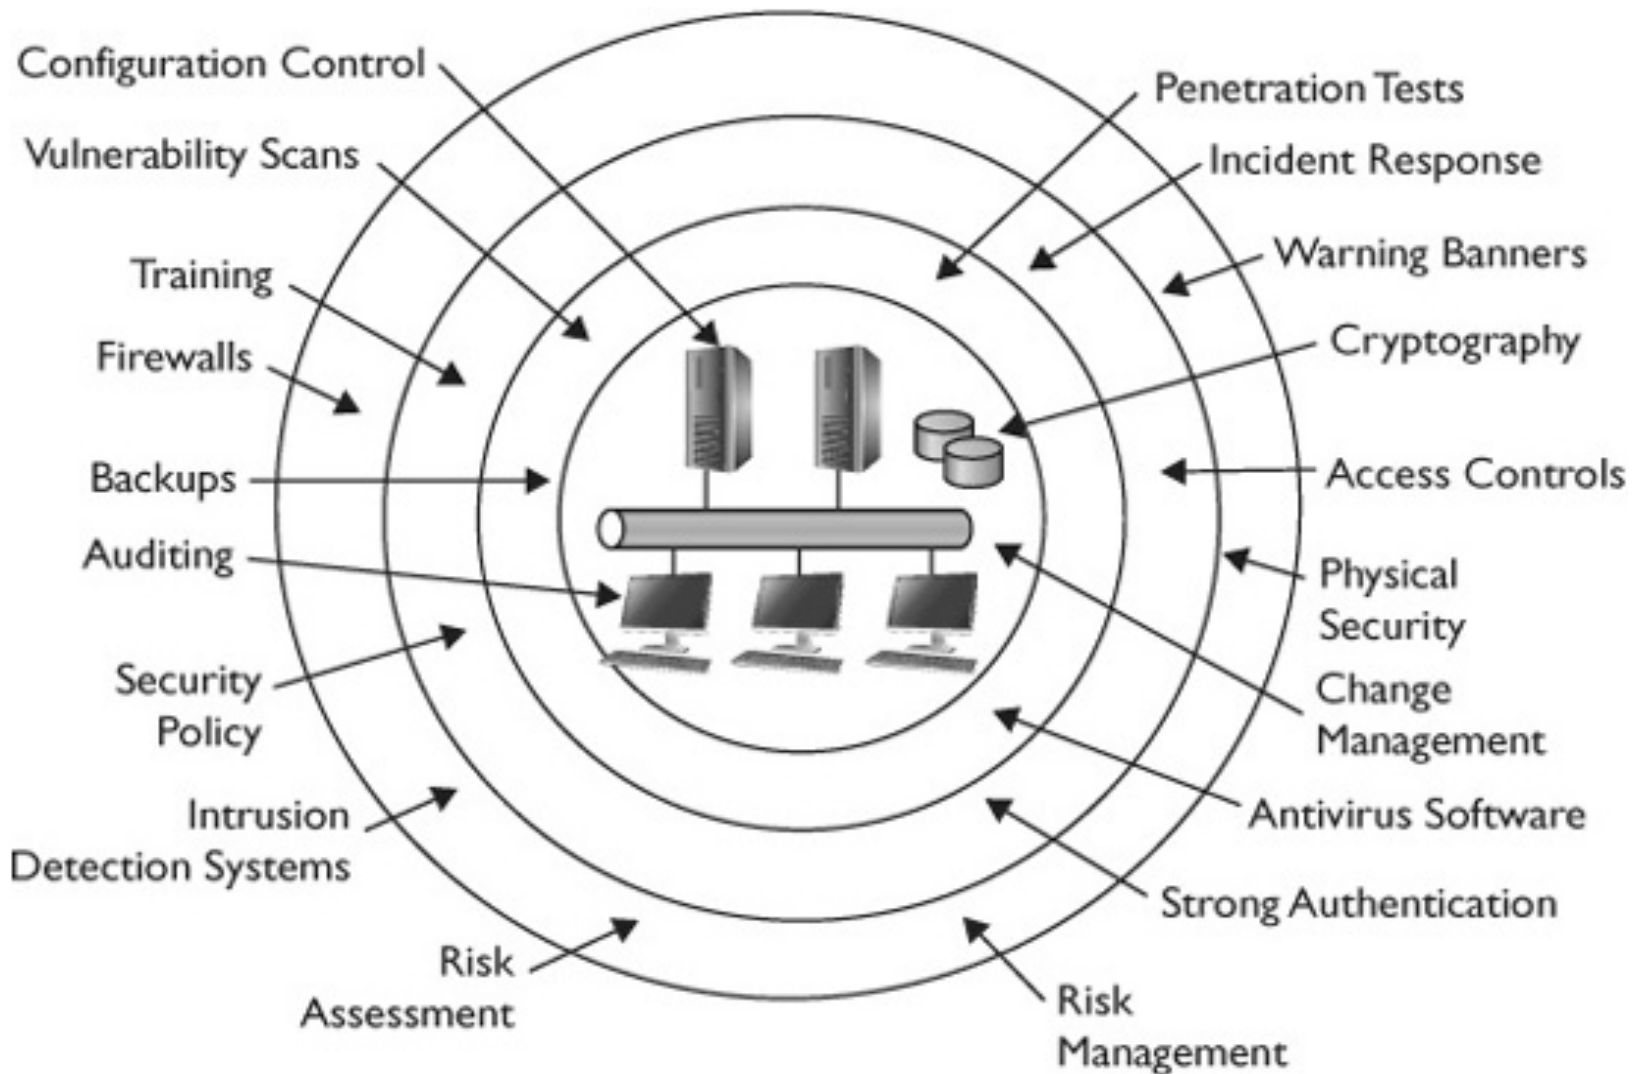 Configuration Control
Vulnerability Scans
Training
Firewalls
Backups
Auditing
Security
Policy
Intrusion
Detection Systems
Risk
Assessment
Penetration Tests
Incident Response
Warning Banners
Cryptography
Access Controls
Physical
Security
Change
Management
Antivirus Software
Strong Authentication
Risk
Management